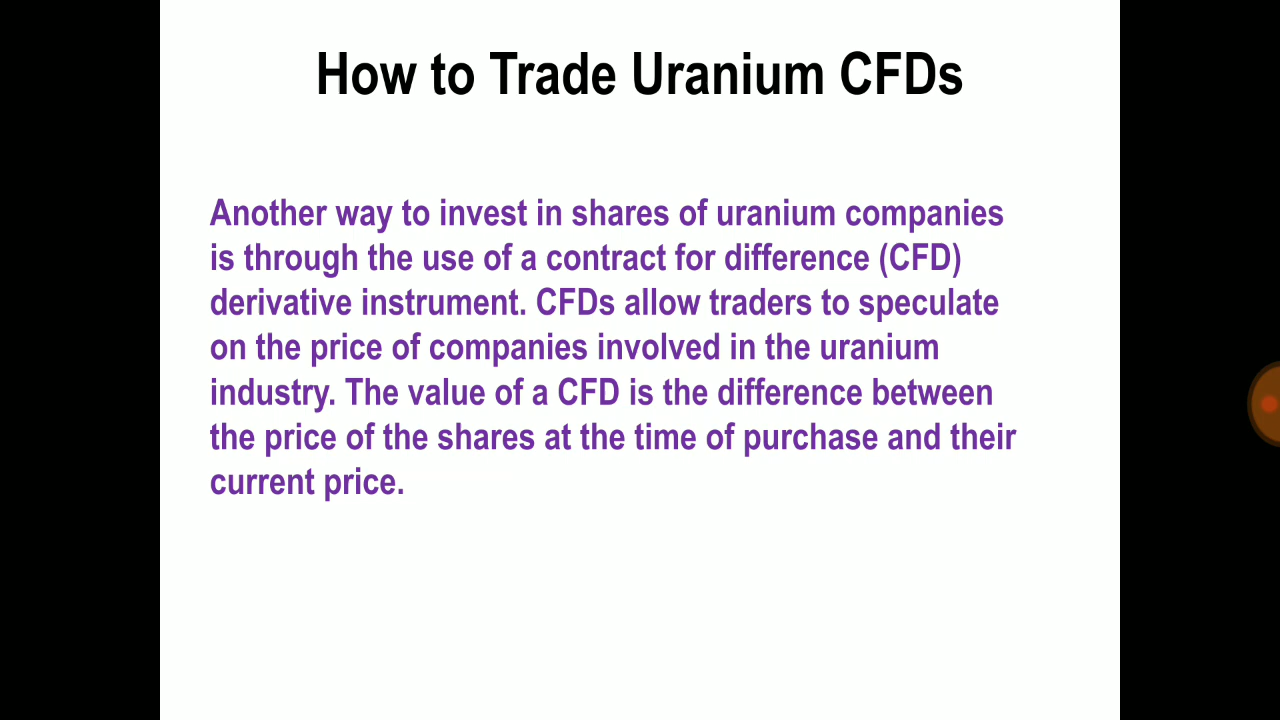 How to Trade Uranium CFDs
Another way to invest in shares of uranium companies
is through the use of a contract for difference (CFD)
derivative instrument. CFDs allow traders to speculate
on the price of companies involved in the uranium
industry. The value of a CFD is the difference between
the price of the shares at the time of purchase and their
current price.